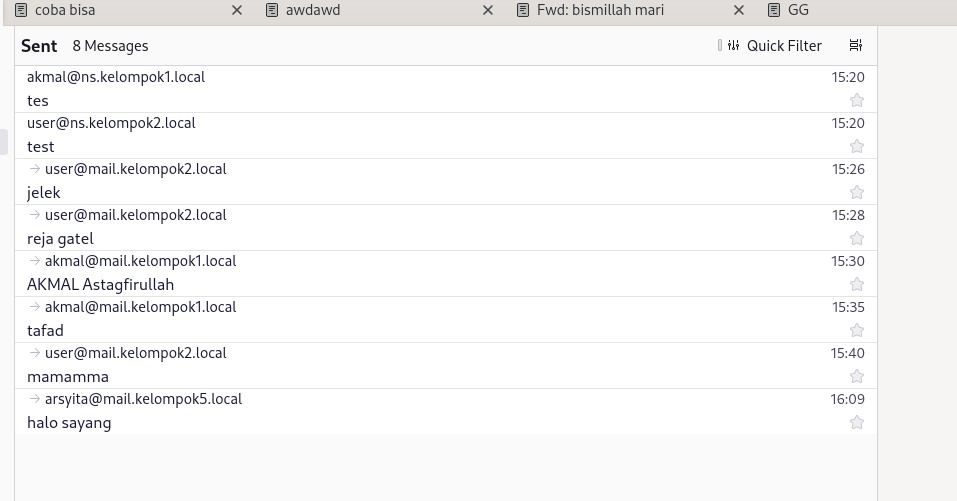 coba bisa
awdawd
Fwd: bismillah mari
GG
Sent 8 Messages Quick Filter
akmal@ns.kelompok1.local 15:20
tes
user@ns.kelompok2.local 15:20
test
user@mail.kelompok2.local 15:26
jelek
user@mail.kelompok2.local 15:28
reja gatel
akmal@mail.kelompok1.local 15:30
AKMAL Astagfirullah
akmal@mail.kelompok1.local 15:35
tafad
user@mail.kelompok2.local 15:40
mamamma
arsyita@mail.kelompok5.local 16:09
halo sayang